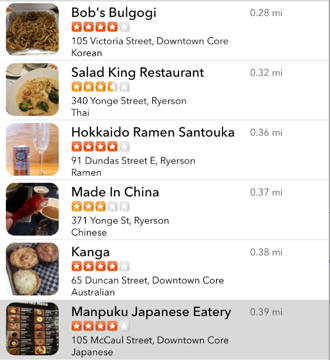 Bob's Bulgogi 0.28 mi
105 Victoria Street, Downtown Core
Korean
Salad King Restaurant 0.32 mi
340 Yonge Street, Ryerson
Thai
Hokkaido Ramen Santouka 0.36 mi
91 Dundas Street E, Ryerson
Ramen
Made In China 0.37 mi
371 Yonge St, Ryerson
Chinese
Kanga 0.38 mi
65 Duncan Street, Downtown Core
Australian
Manpuku Japanese Eatery 0.39 mi
105 McCaul Street, Downtown Core
Japanese